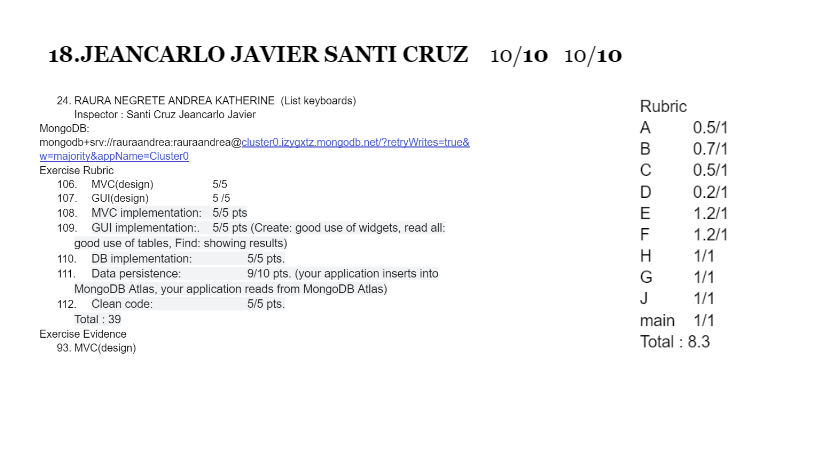 18.JEANCARLO JAVIER SANTI CRUZ 10/10 10/10
24. RAURA NEGRETE ANDREA KATHERINE (List keyboards)
Inspector : Santi Cruz Jeancarlo Javier
MongoDB:
mongodb+srv://rauraandrea:rauraandrea@cluster0.jzygxtz.mongodb.net/?retryWrites=true&
w=majority&appName=Cluster0
Exercise Rubric
106. MVC(design) 5/5
107. GUI(design) 5 /5
108. MVC implementation: 5/5 pts
109. GUI implementation:. 5/5 pts (Create: good use of widgets, read all:
good use of tables, Find: showing results)
110. DB implementation: 5/5 pts.
111. Data persistence: 9/10 pts. (your application inserts into
MongoDB Atlas, your application reads from MongoDB Atlas)
112. Clean code: 5/5 pts.
Total : 39
Exercise Evidence
93. MVC(design)
Rubric
A 0.5/1
B 0.7/1
C 0.5/1
D 0.2/1
E 1.2/1
F 1.2/1
H 1/1
G 1/1
J 1/1
main 1/1
Total : 8.3